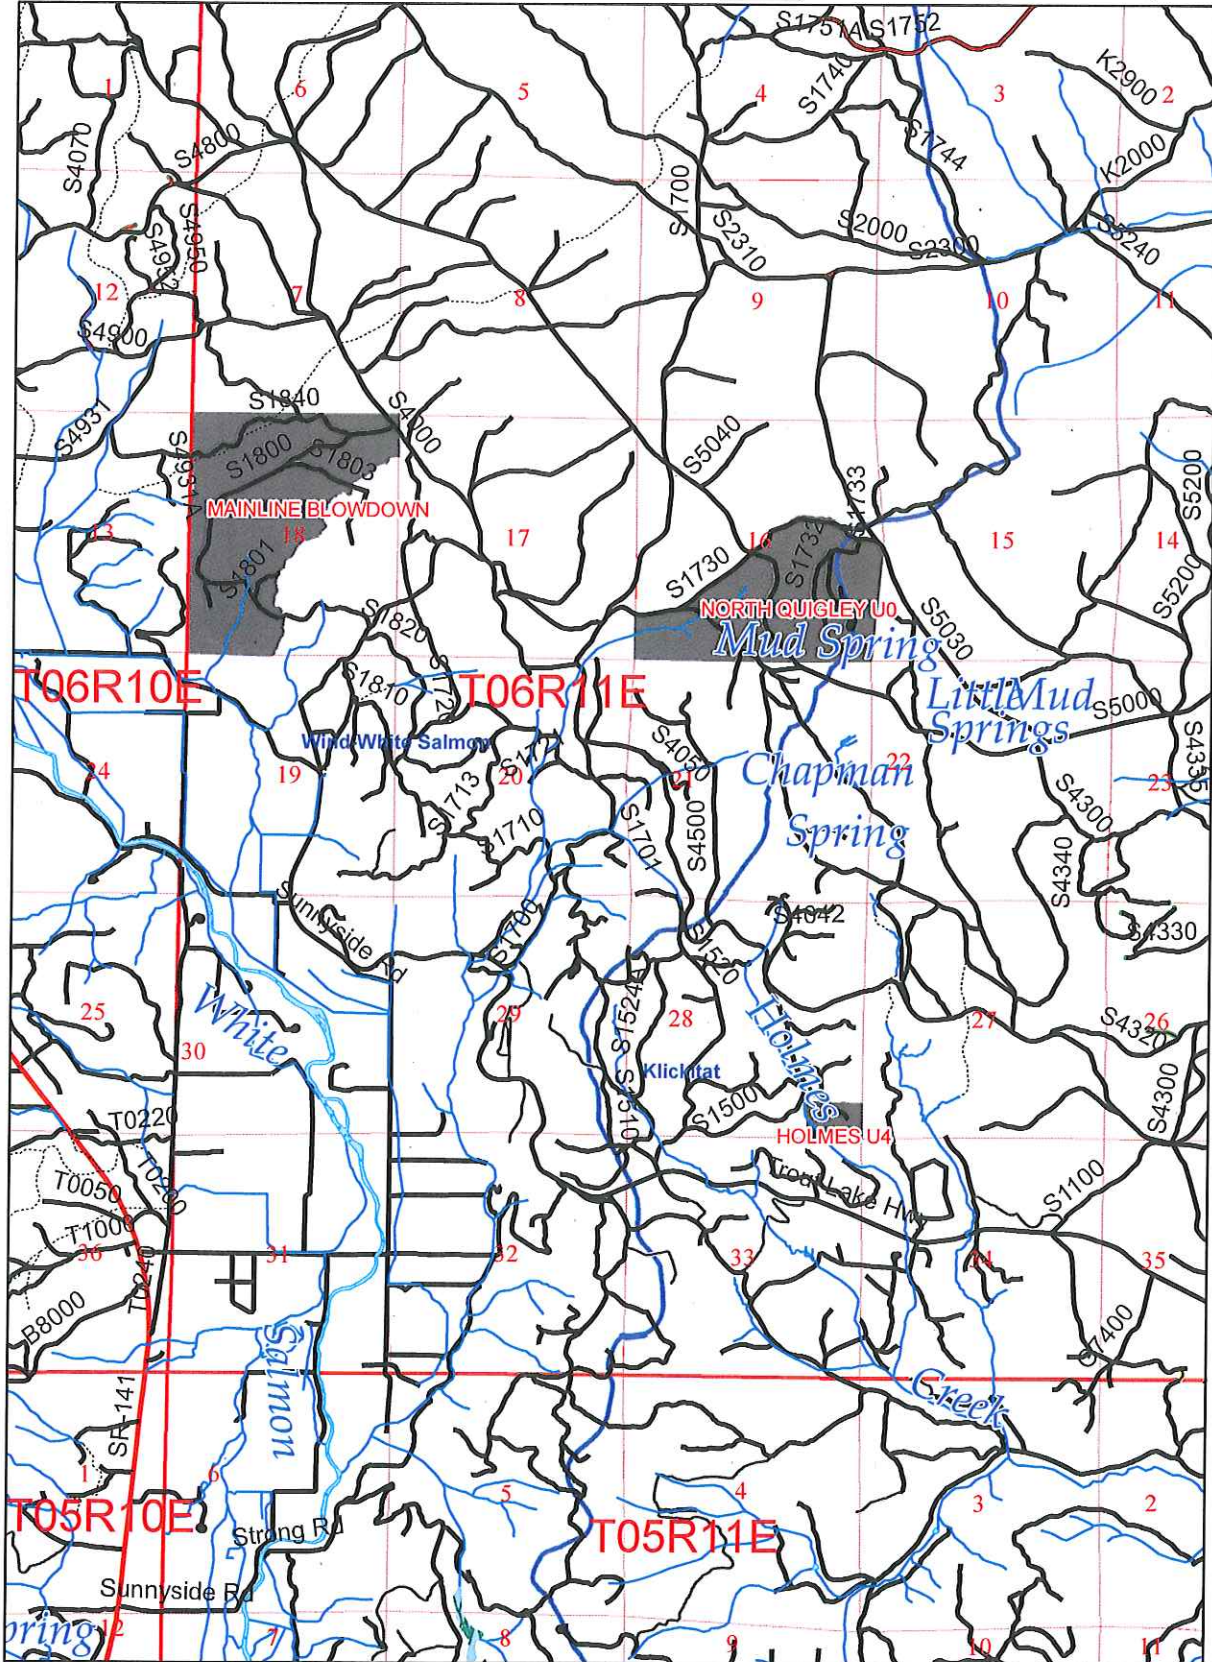 S1751A S1752
K2900
1
6
5
4
S1740
3
2
S4070
S4800
S1744
K2000
S4950
S1700
S2310
S2000
S2300
S5240
12
7
8
9
10
11
S4900
S1840
S4000
S4931
S4931A
S1800
S1803
S5040
S1733
S5200
MAINLINE BLOWDOWN
13
18
17
16
15
14
S1801
S1730
S1732
S5200
NORTH QUIGLEY U0
S1820
S5030
Mud Spring
T06R10E
S1810
S1720
T06R11E
Little Mud
Springs
S5000
Wind-White Salmon
S1721
S4050
S4335
24
19
20
21
Chapman
Spring
22
23
S1713
S1710
S1701
S4500
S4300
S4340
Sunnyside Rd
S1700
S4042
S4330
S1520
25
White
29
S1524A
28
Holmes
27
S4320
26
30
Klickitat
S1510
S1500
S4300
T0220
HOLMES U4
T0050
T0200
Trout Lake Hwy
S1100
T1000
36
31
32
33
34
35
T0240
B8000
Salmon
S7400
SR-141
Creek
1
6
5
4
3
2
T05R10E
Strong Rd
T05R11E
Sunnyside Rd
pring
12
7
8
9
10
11